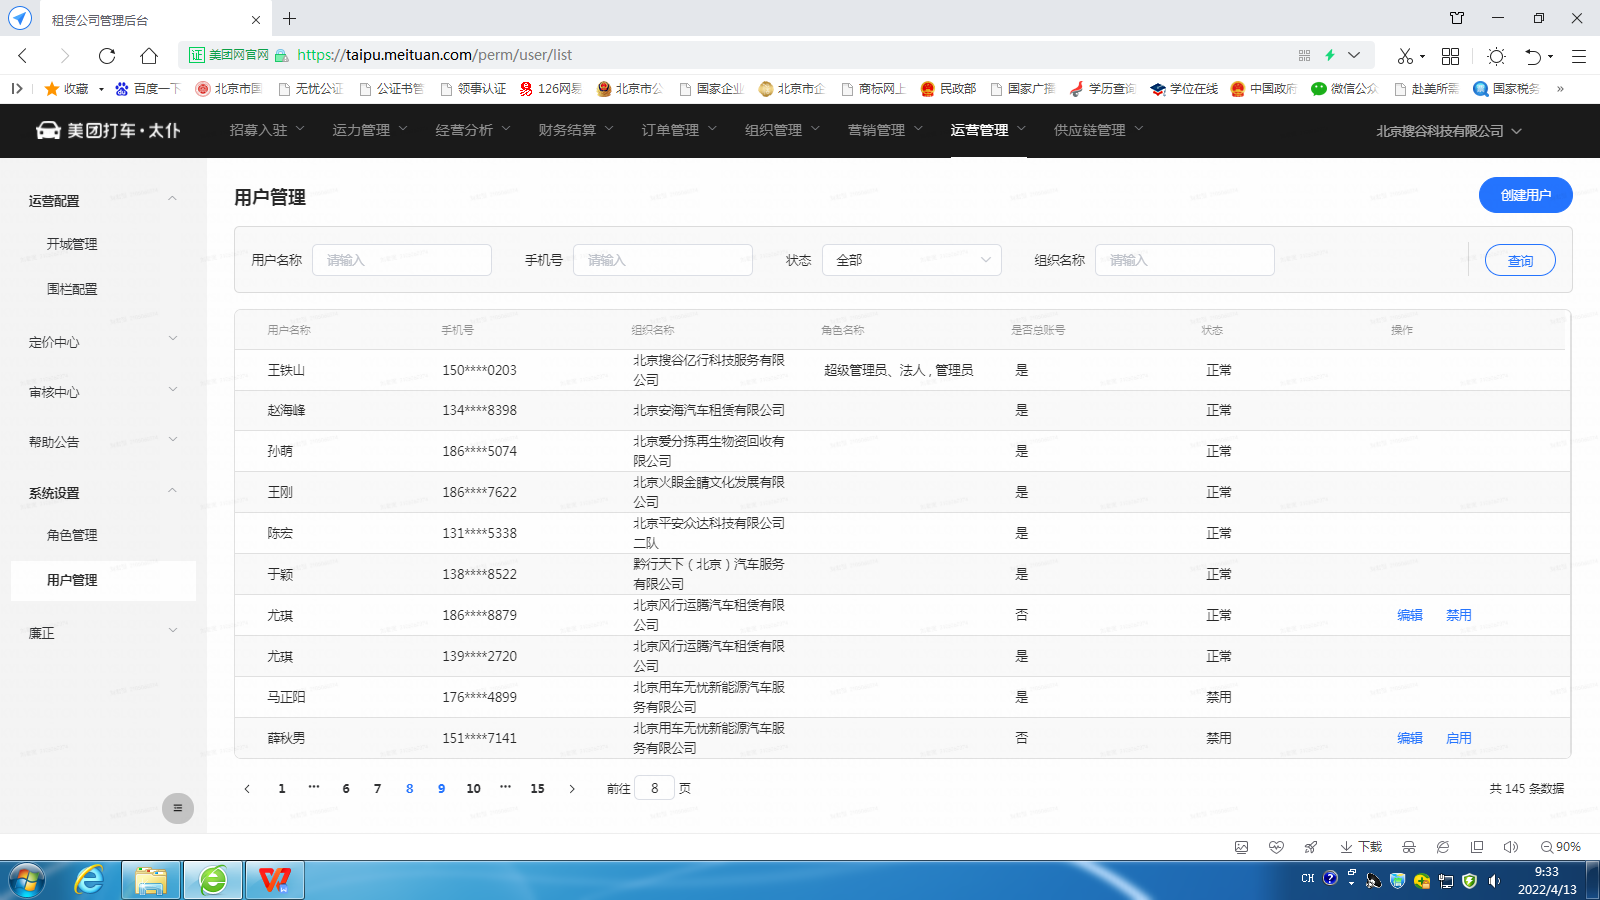 租赁公司管理后台
证 美团网官网 https://taipu.meituan.com/perm/user/list
收藏 百度一下 北京市国 无忧公证 公证书管 领事认证 126网易 北京市公 国家企业 北京市企 商标网上 民政部 国家广播 学历查询 学位在线 中国政府 微信公众 赴美所需 国家税务 »
美团打车·太仆 招募入驻 运力管理 经营分析 财务结算 订单管理 组织管理 营销管理 运营管理 供应链管理 北京搜谷科技有限公司
运营配置
开城管理
围栏配置
定价中心
审核中心
帮助公告
系统设置
角色管理
用户管理
廉正
用户管理 创建用户
用户名称 请输入 手机号 请输入 状态 全部 组织名称 请输入 查询
用户名称 手机号 组织名称 角色名称 是否总账号 状态 操作
王铁山 150****0203 北京搜谷亿行科技服务有限公司 超级管理员、法人,管理员 是 正常
赵海峰 134****8398 北京安海汽车租赁有限公司 是 正常
孙萌 186****5074 北京爱分拣再生物资回收有限公司 是 正常
王刚 186****7622 北京火眼金睛文化发展有限公司 是 正常
陈宏 131****5338 北京平安众达科技有限公司二队 是 正常
于颖 138****8522 黔行天下（北京）汽车服务有限公司 是 正常
尤琪 186****8879 北京风行运腾汽车租赁有限公司 否 正常 编辑 禁用
尤琪 139****2720 北京风行运腾汽车租赁有限公司 是 正常
马正阳 176****4899 北京用车无忧新能源汽车服务有限公司 是 禁用
薛秋男 151****7141 北京用车无忧新能源汽车服务有限公司 否 禁用 编辑 启用
1 ··· 6 7 8 9 10 ··· 15 前往 8 页 共 145 条数据
下载 90%
CH 9:33
2022/4/13